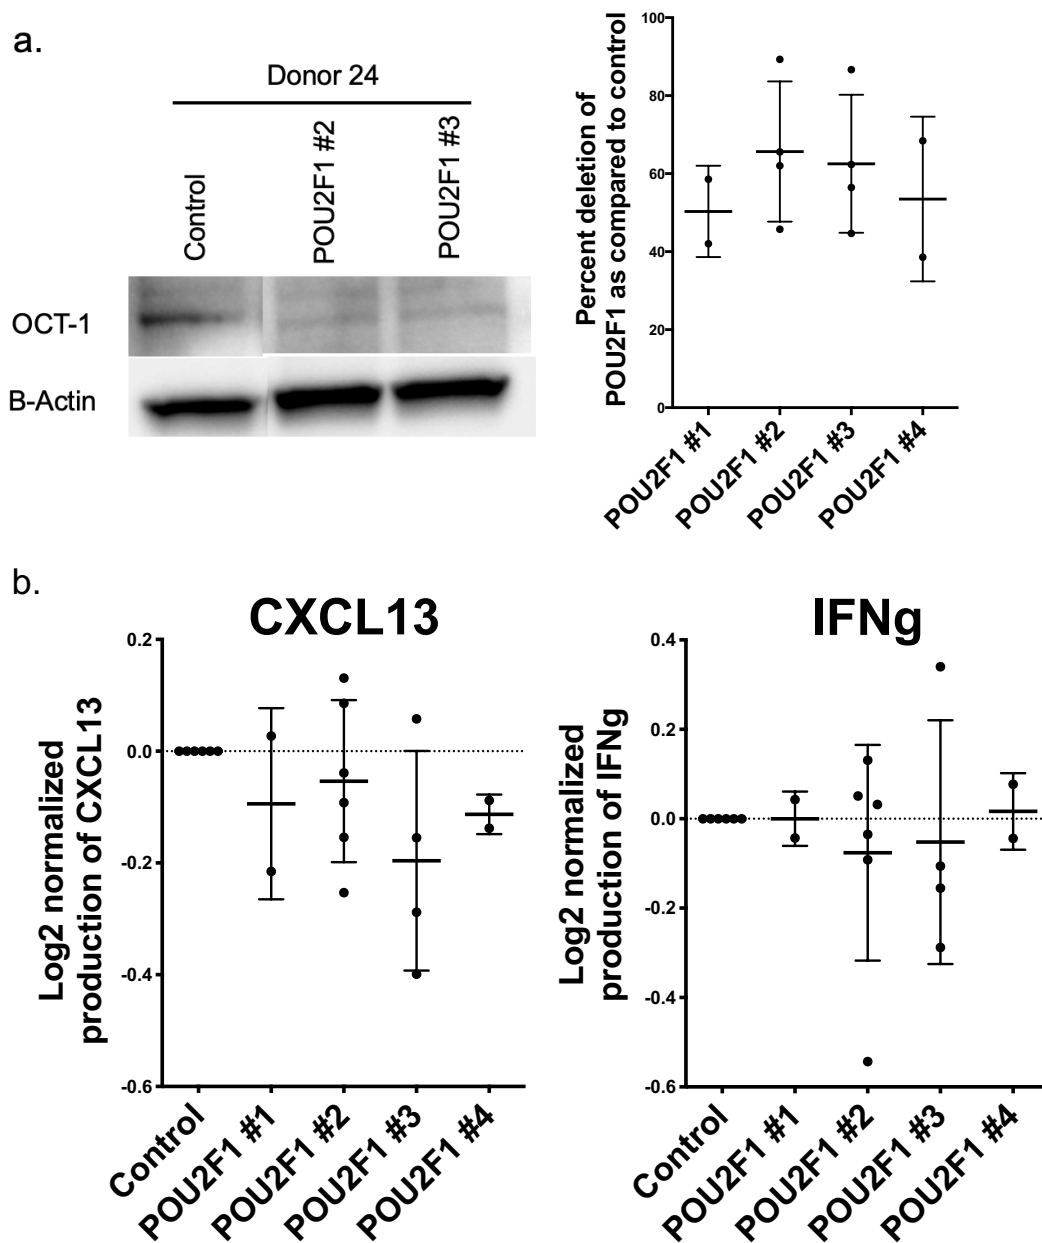 a.
Donor 24
Control
POU2F1 #2
POU2F1 #3
OCT-1
B-Actin
Percent deletion of
POU2F1 as compared to control
100
80
60
40
20
0
POU2F1 #1
POU2F1 #2
POU2F1 #3
POU2F1 #4
b.
CXCL13
Log2 normalized
production of CXCL13
0.2
0.0
-0.2
-0.4
-0.6
Control
POU2F1 #1
POU2F1 #2
POU2F1 #3
POU2F1 #4
IFNg
Log2 normalized
production of IFNg
0.4
0.2
0.0
-0.2
-0.4
-0.6
Control
POU2F1 #1
POU2F1 #2
POU2F1 #3
POU2F1 #4